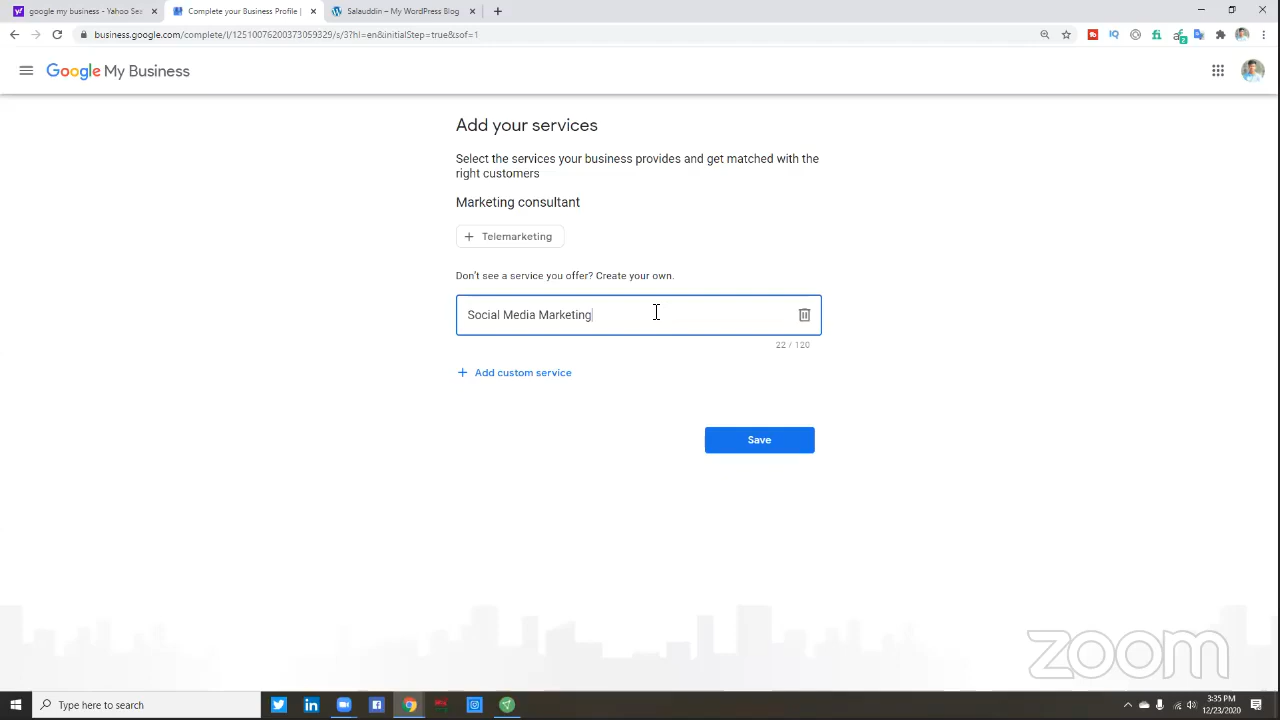 google my business - Yahoo Sea
Complete your Business Profile |
Salauddin – My WordPress Blog
business.google.com/complete/l/12510076200373059329/s/3?hl=en&initialStep=true&sof=1
Google My Business
Add your services
Select the services your business provides and get matched with the
right customers
Marketing consultant
+ Telemarketing
Don't see a service you offer? Create your own.
Social Media Marketing
22 / 120
+ Add custom service
Save
zoom
Type here to search
3:35 PM
12/23/2020